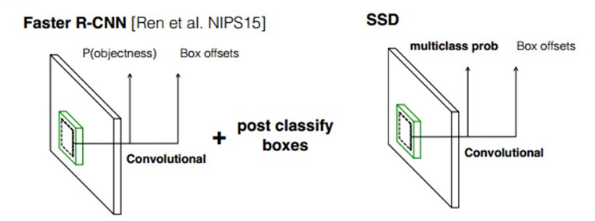 Faster R-CNN [Ren et al. NIPS15]
P(objectness) Box offsets
Convolutional
+ post classify
boxes
SSD
multiclass prob Box offsets
Convolutional